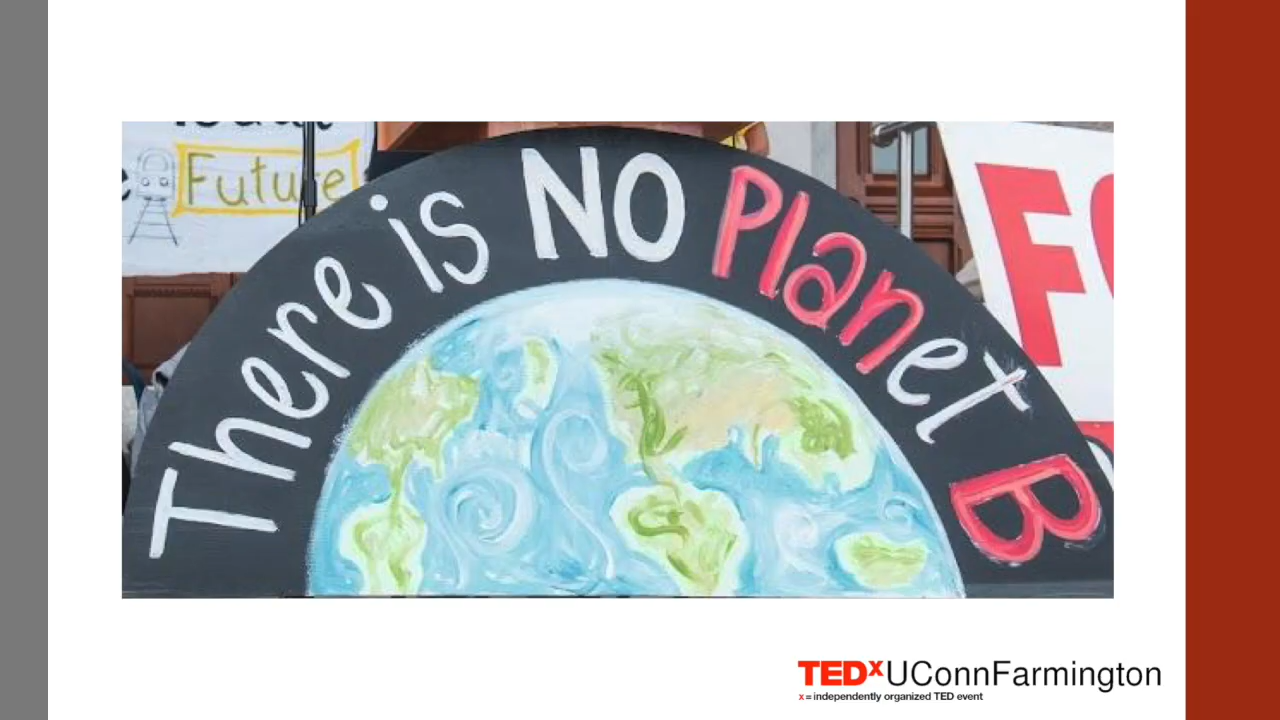 Future
There is NO Planet B
TEDxUConnFarmington
x = independently organized TED event